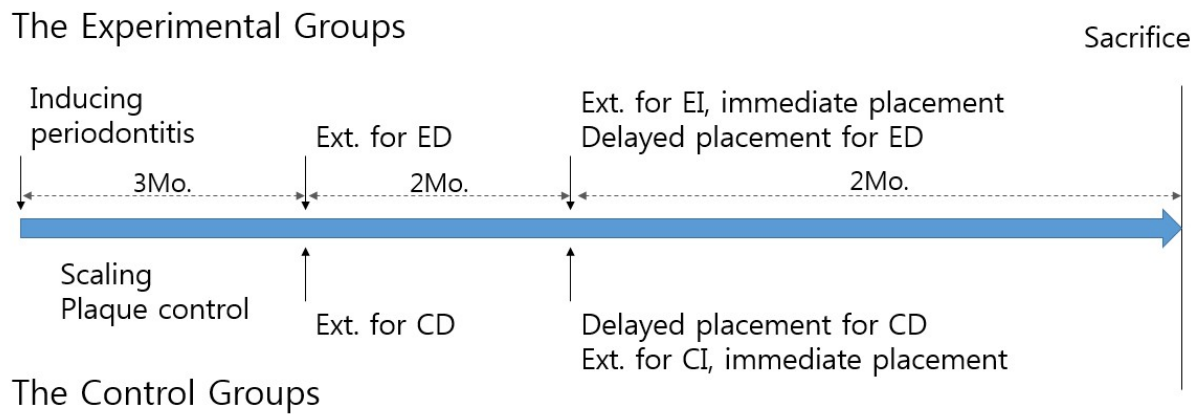 The Experimental Groups
Sacrifice
Inducing
periodontitis
Ext. for ED
Ext. for EI, immediate placement
Delayed placement for ED
3Mo.
2Mo.
2Mo.
Scaling
Plaque control
Ext. for CD
Delayed placement for CD
Ext. for CI, immediate placement
The Control Groups